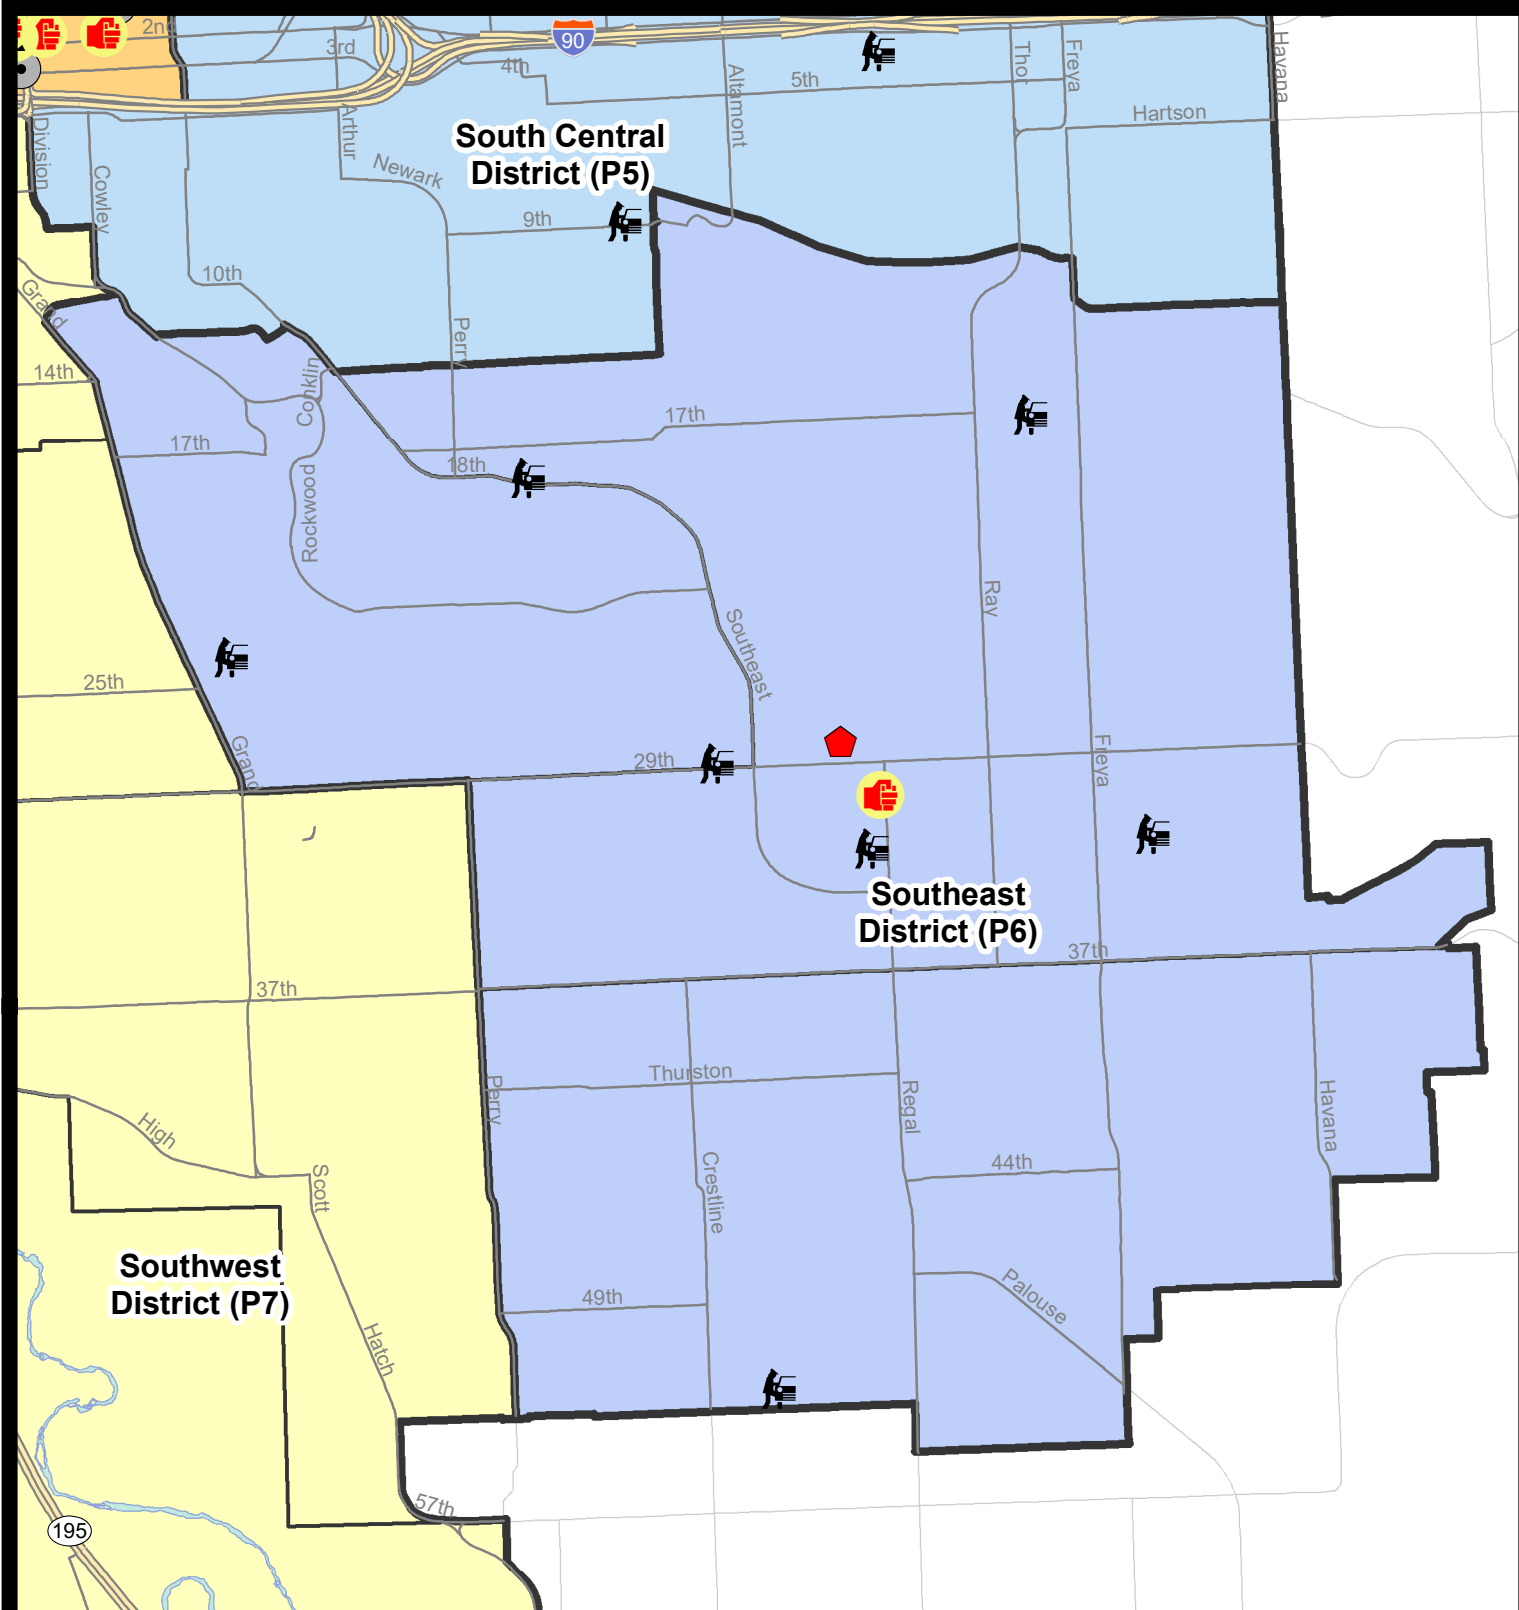 2nd
3rd
90
4th
5th
Altamont
Thor
Freya
Havana
Hartson
Division
Arthur
South Central
District (P5)
Newark
Cowley
9th
10th
Grand
Perry
14th
Conklin
17th
17th
18th
Rockwood
Ray
Southeast
25th
Grand
29th
Freya
Southeast
District (P6)
37th
37th
Thurston
Perry
Regal
Havana
High
Scott
Crestline
44th
Southwest
District (P7)
49th
Palouse
Hatch
57th
195